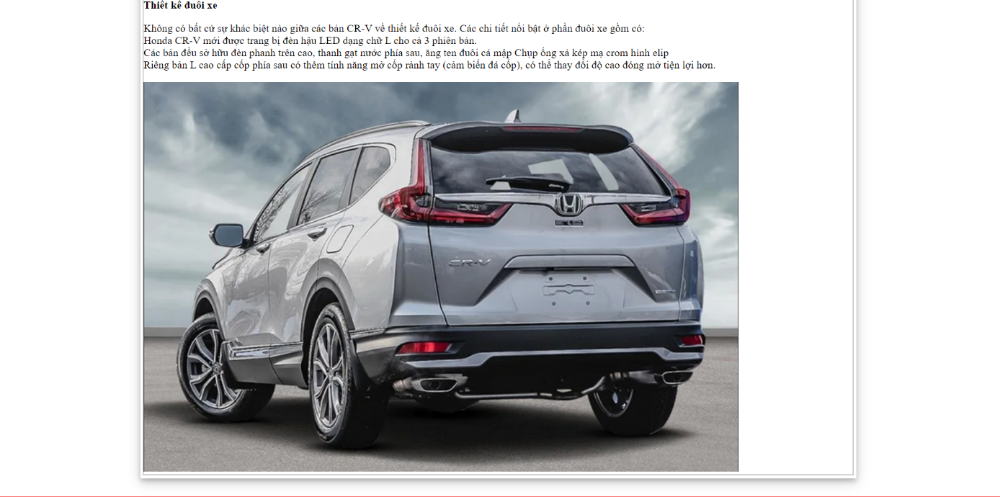 Thiết kế đuôi xe
Không có bất cứ sự khác biệt nào giữa các bản CR-V về thiết kế đuôi xe. Các chi tiết nổi bật ở phần đuôi xe gồm có:
Honda CR-V mới được trang bị đèn hậu LED dạng chữ L cho cả 3 phiên bản.
Các bản đều sở hữu đèn phanh trên cao, thanh gạt nước phía sau, ăng ten đuôi cá mập Chụp ống xả kép mạ crom hình elip
Riêng bản L cao cấp cốp phía sau có thêm tính năng mở cốp rảnh tay (cảm biến đá cốp), có thể thay đổi độ cao đóng mở tiện lợi hơn.
CR-V